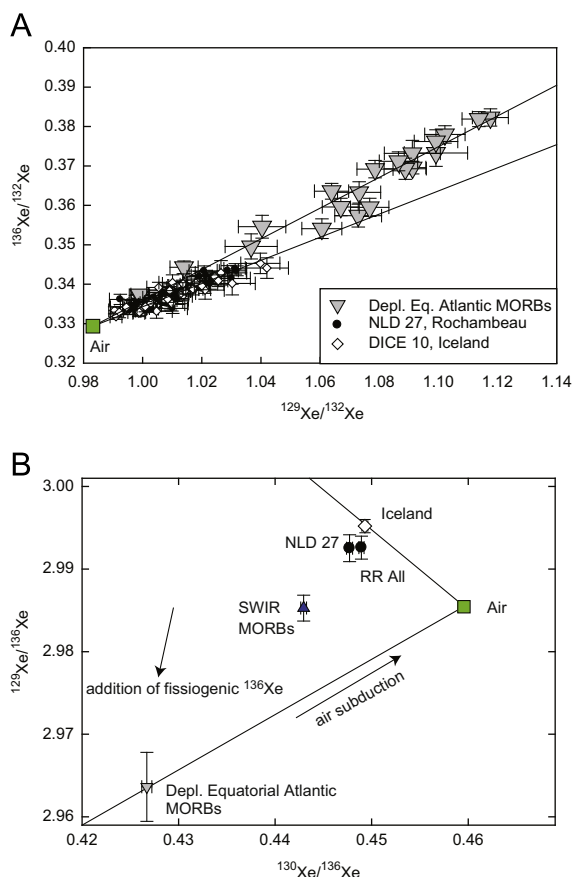 A
0.40
0.39
0.38
0.37
0.36
0.35
0.34
0.33
0.32
¹³⁶Xe/¹³²Xe
Air
Depl. Eq. Atlantic MORBs
NLD 27, Rochambeau
DICE 10, Iceland
0.98 1.00 1.02 1.04 1.06 1.08 1.10 1.12 1.14
¹²⁹Xe/¹³²Xe
B
3.00
2.99
2.98
2.97
2.96
¹²⁹Xe/¹³⁶Xe
Iceland
NLD 27
RR All
Air
SWIR
MORBs
addition of fissiogenic ¹³⁶Xe
air subduction
Depl. Equatorial Atlantic
MORBs
0.42 0.43 0.44 0.45 0.46
¹³⁰Xe/¹³⁶Xe